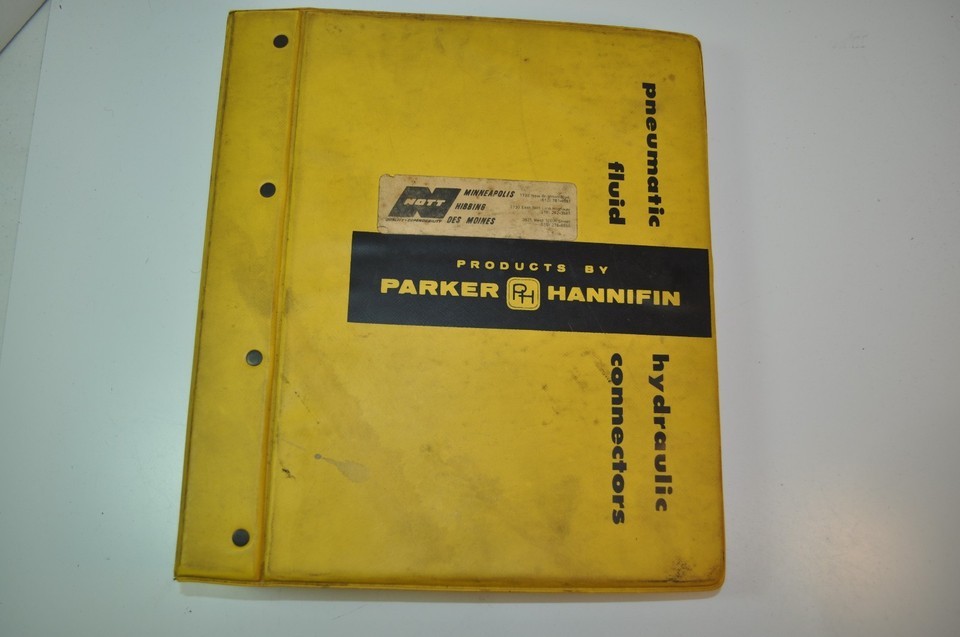 NOTT
MINNEAPOLIS
HIBBING
DES MOINES
PRODUCTS BY
PARKER PH HANNIFIN
pneumatic hydraulic
fluid connectors